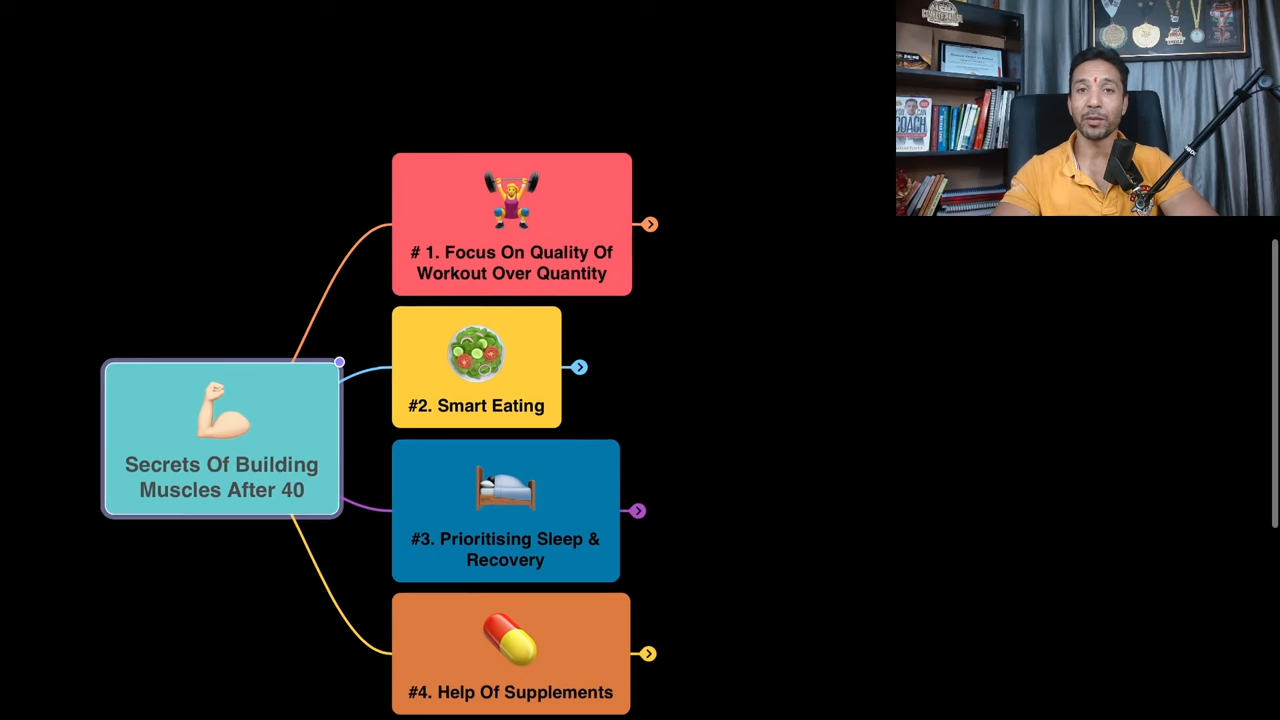 # 1. Focus On Quality Of
Workout Over Quantity
#2. Smart Eating
Secrets Of Building
Muscles After 40
#3. Prioritising Sleep &
Recovery
#4. Help Of Supplements
COACH